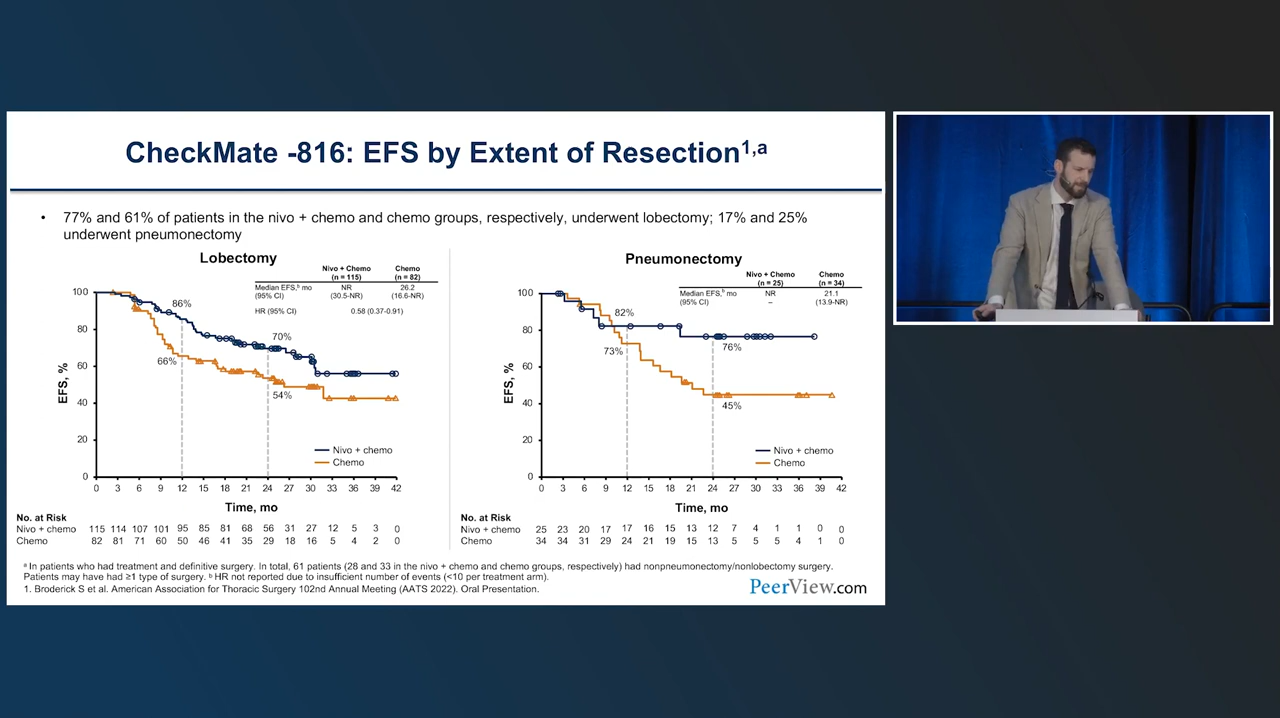 CheckMate -816: EFS by Extent of Resection1,a
• 77% and 61% of patients in the nivo + chemo and chemo groups, respectively, underwent lobectomy; 17% and 25%
underwent pneumonectomy
Lobectomy
Nivo + Chemo Chemo
(n = 115) (n = 82)
Median EFS,b mo NR 26.2
(95% CI) (30.5-NR) (16.6-NR)
HR (95% CI) 0.58 (0.37-0.91)
100
80
60
40
20
0
EFS, %
86%
66%
70%
54%
Nivo + chemo
Chemo
0 3 6 9 12 15 18 21 24 27 30 33 36 39 42
Time, mo
No. at Risk
Nivo + chemo 115 114 107 101 95 85 81 68 56 31 27 12 5 3 0
Chemo 82 81 71 60 50 46 41 35 29 18 16 5 4 2 0
Pneumonectomy
Nivo + Chemo Chemo
(n = 25) (n = 34)
Median EFS,b mo NR 21.1
(95% CI) – (13.9-NR)
100
80
60
40
20
0
EFS, %
82%
73%
76%
45%
Nivo + chemo
Chemo
0 3 6 9 12 15 18 21 24 27 30 33 36 39 42
Time, mo
No. at Risk
Nivo + chemo 25 23 20 17 17 16 15 13 12 7 4 1 1 0 0
Chemo 34 34 31 29 24 21 19 15 13 5 5 5 4 1 0
a In patients who had treatment and definitive surgery. In total, 61 patients (28 and 33 in the nivo + chemo and chemo groups, respectively) had nonpneumonectomy/nonlobectomy surgery.
Patients may have had ≥1 type of surgery. b HR not reported due to insufficient number of events (<10 per treatment arm).
1. Broderick S et al. American Association for Thoracic Surgery 102nd Annual Meeting (AATS 2022). Oral Presentation.
PeerView.com